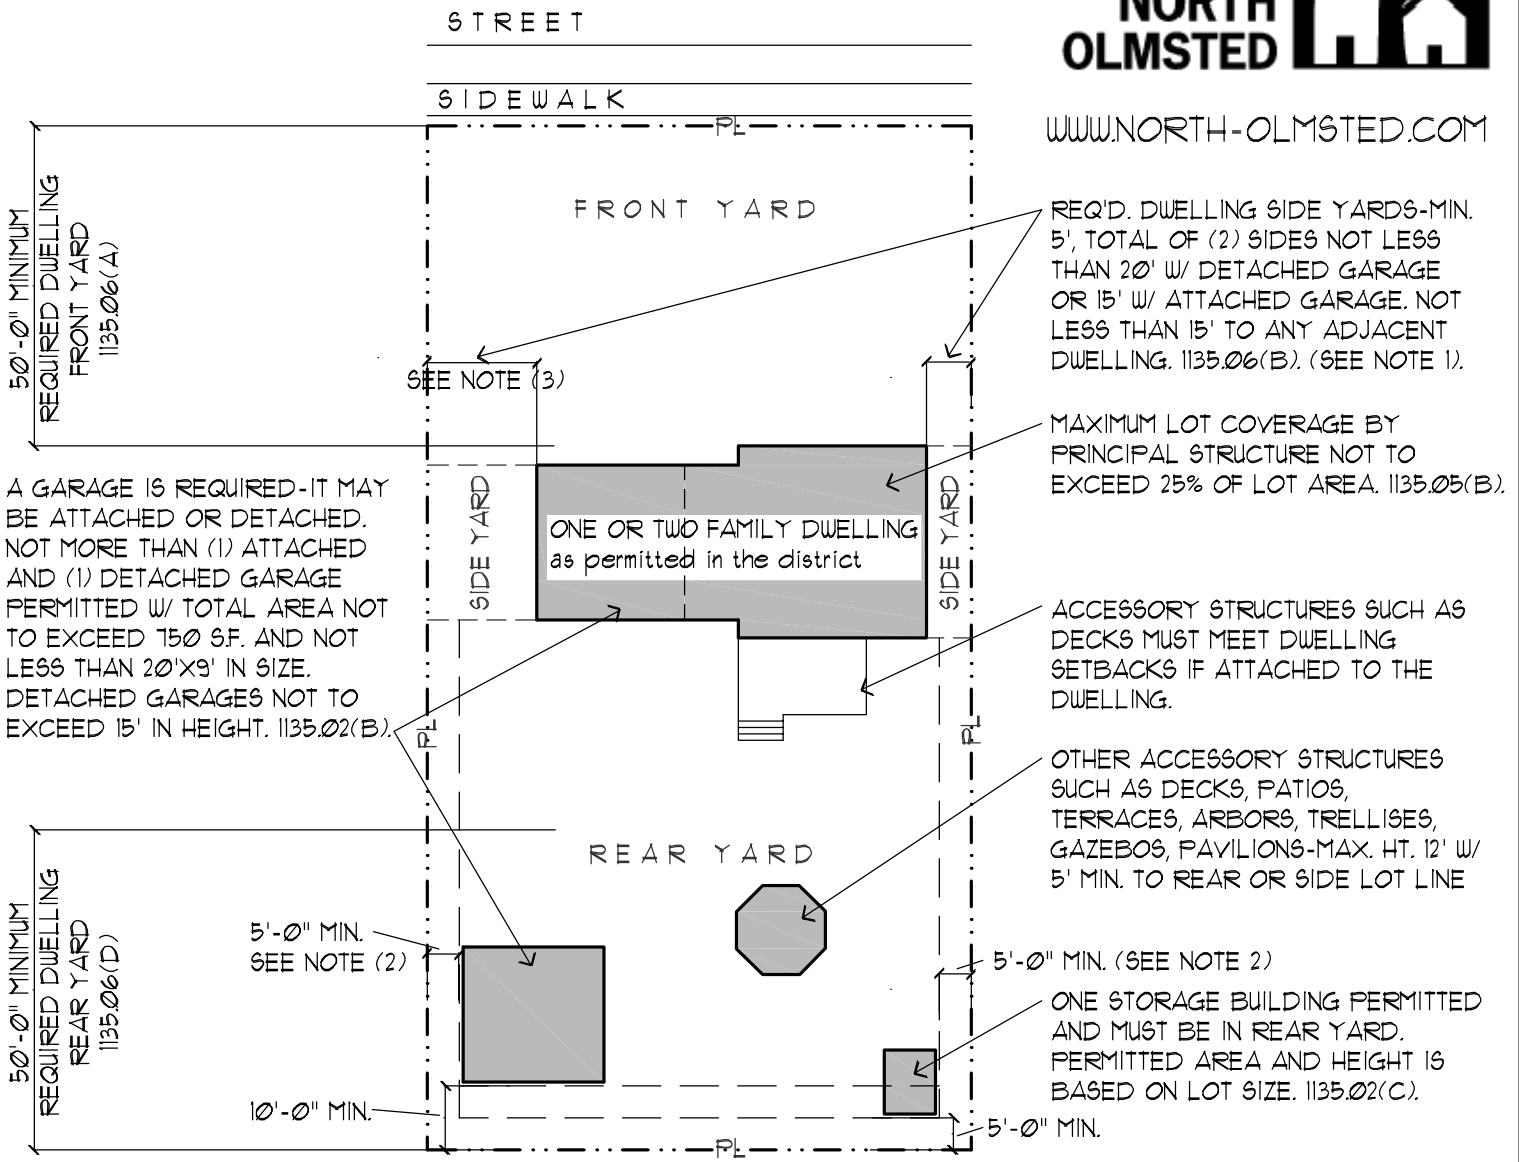 STREET
SIDEWALK
NORTH
OLMSTED
WWW.NORTH-OLMSTED.COM
PL
FRONT YARD
50'-0" MINIMUM
REQUIRED DWELLING
FRONT YARD
1135.06(A)
REQ'D. DWELLING SIDE YARDS-MIN.
5', TOTAL OF (2) SIDES NOT LESS
THAN 20' W/ DETACHED GARAGE
OR 15' W/ ATTACHED GARAGE. NOT
LESS THAN 15' TO ANY ADJACENT
DWELLING. 1135.06(B). (SEE NOTE 1).
SEE NOTE (3)
MAXIMUM LOT COVERAGE BY
PRINCIPAL STRUCTURE NOT TO
EXCEED 25% OF LOT AREA. 1135.05(B).
A GARAGE IS REQUIRED-IT MAY
BE ATTACHED OR DETACHED.
NOT MORE THAN (1) ATTACHED
AND (1) DETACHED GARAGE
PERMITTED W/ TOTAL AREA NOT
TO EXCEED 750 S.F. AND NOT
LESS THAN 20'X9' IN SIZE.
DETACHED GARAGES NOT TO
EXCEED 15' IN HEIGHT. 1135.02(B).
SIDE YARD
ONE OR TWO FAMILY DWELLING
as permitted in the district
SIDE YARD
ACCESSORY STRUCTURES SUCH AS
DECKS MUST MEET DWELLING
SETBACKS IF ATTACHED TO THE
DWELLING.
PL
PL
OTHER ACCESSORY STRUCTURES
SUCH AS DECKS, PATIOS,
TERRACES, ARBORS, TRELLISES,
GAZEBOS, PAVILIONS-MAX. HT. 12' W/
5' MIN. TO REAR OR SIDE LOT LINE
REAR YARD
50'-0" MINIMUM
REQUIRED DWELLING
REAR YARD
1135.06(D)
5'-0" MIN.
SEE NOTE (2)
5'-0" MIN. (SEE NOTE 2)
ONE STORAGE BUILDING PERMITTED
AND MUST BE IN REAR YARD.
PERMITTED AREA AND HEIGHT IS
BASED ON LOT SIZE. 1135.02(C).
10'-0" MIN.
5'-0" MIN.
PL